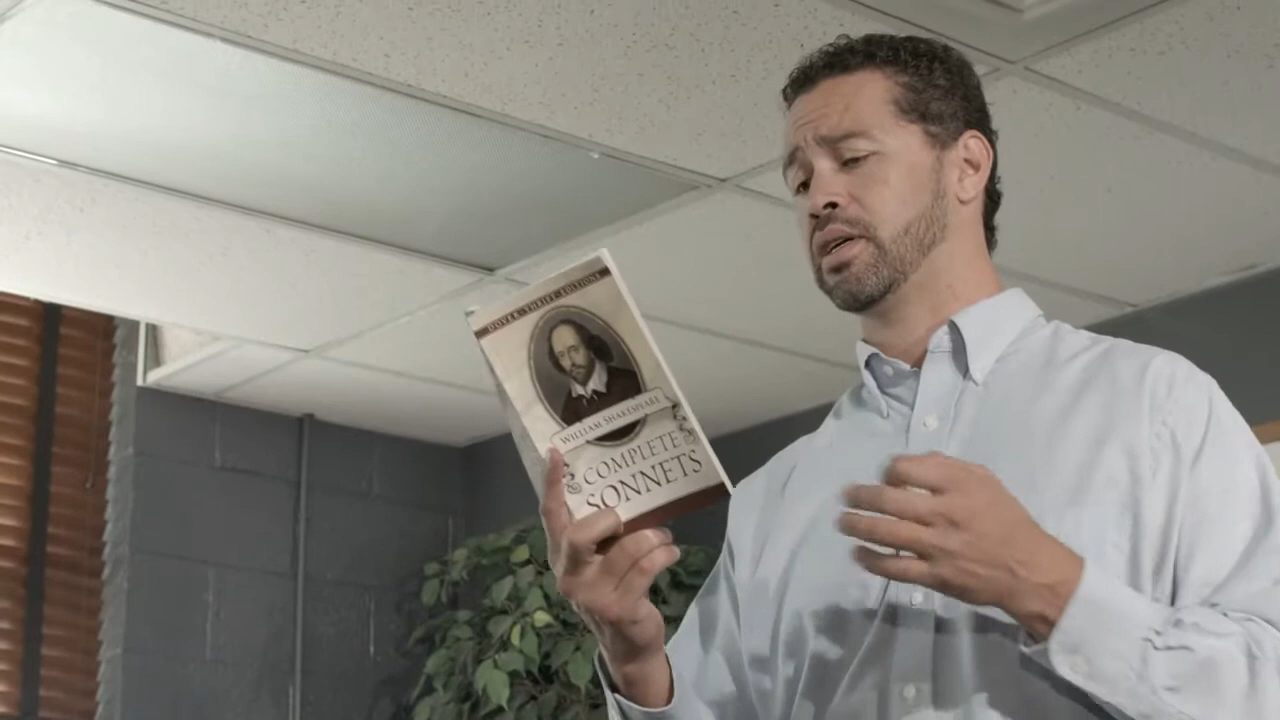 DOVER · THRIFT · EDITIONS
WILLIAM SHAKESPEARE
COMPLETE
SONNETS